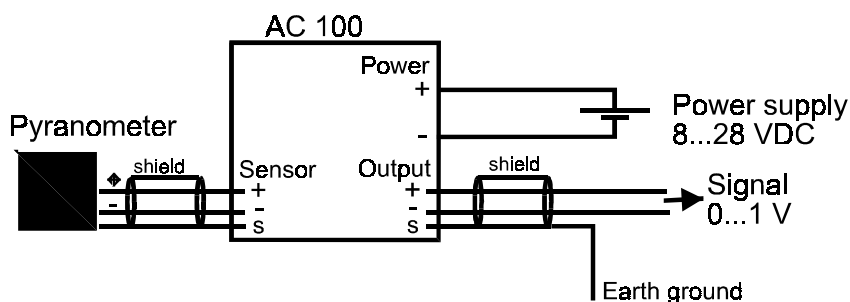 AC 100
Power
+
-
Power supply
8...28 VDC
Pyranometer
shield
Sensor
Output
shield
+
-
+
-
s
+
-
s
Signal
0...1 V
Earth ground